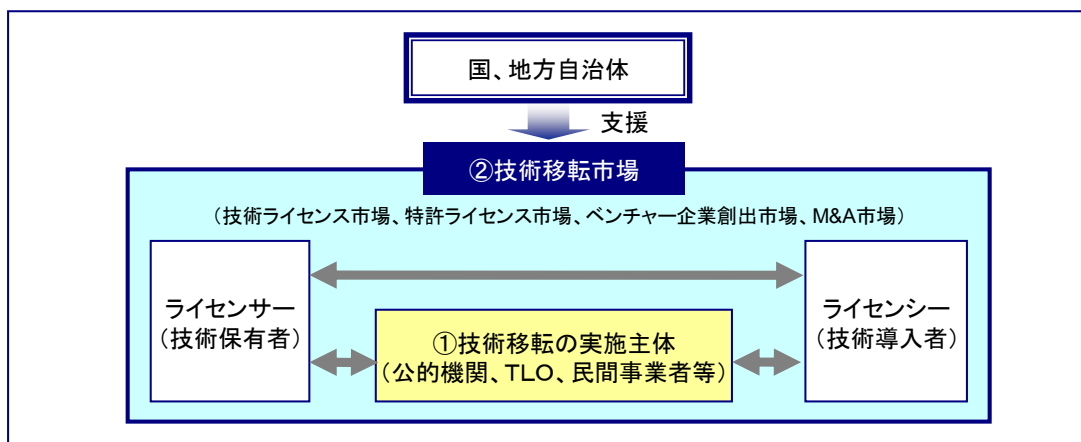 国、地方自治体
支援
②技術移転市場
（技術ライセンス市場、特許ライセンス市場、ベンチャー企業創出市場、M&A市場）
ライセンサー
（技術保有者）
①技術移転の実施主体
（公的機関、ＴＬＯ、民間事業者等）
ライセンシー
（技術導入者）